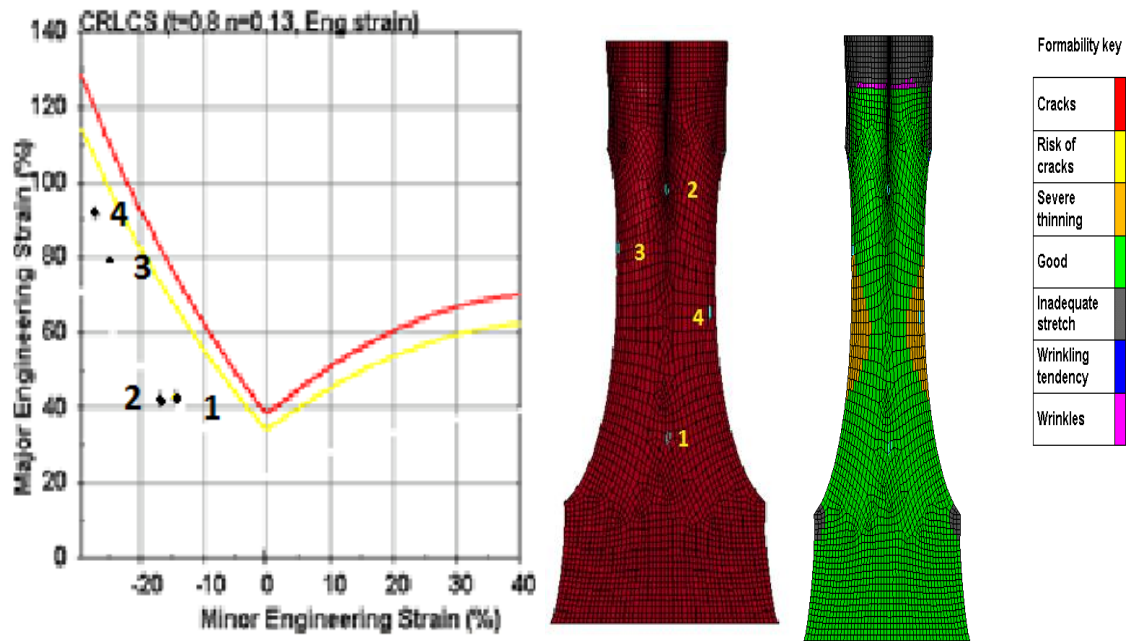 CRLCS (t=0.8 n=0.13, Eng strain)
Major Engineering Strain (%)
140
120
100
80
60
40
20
0
-20
-10
0
10
20
30
40
Minor Engineering Strain (%)
4
3
2
1
2
3
4
1
Formability key
Cracks
Risk of
cracks
Severe
thinning
Good
Inadequate
stretch
Wrinkling
tendency
Wrinkles